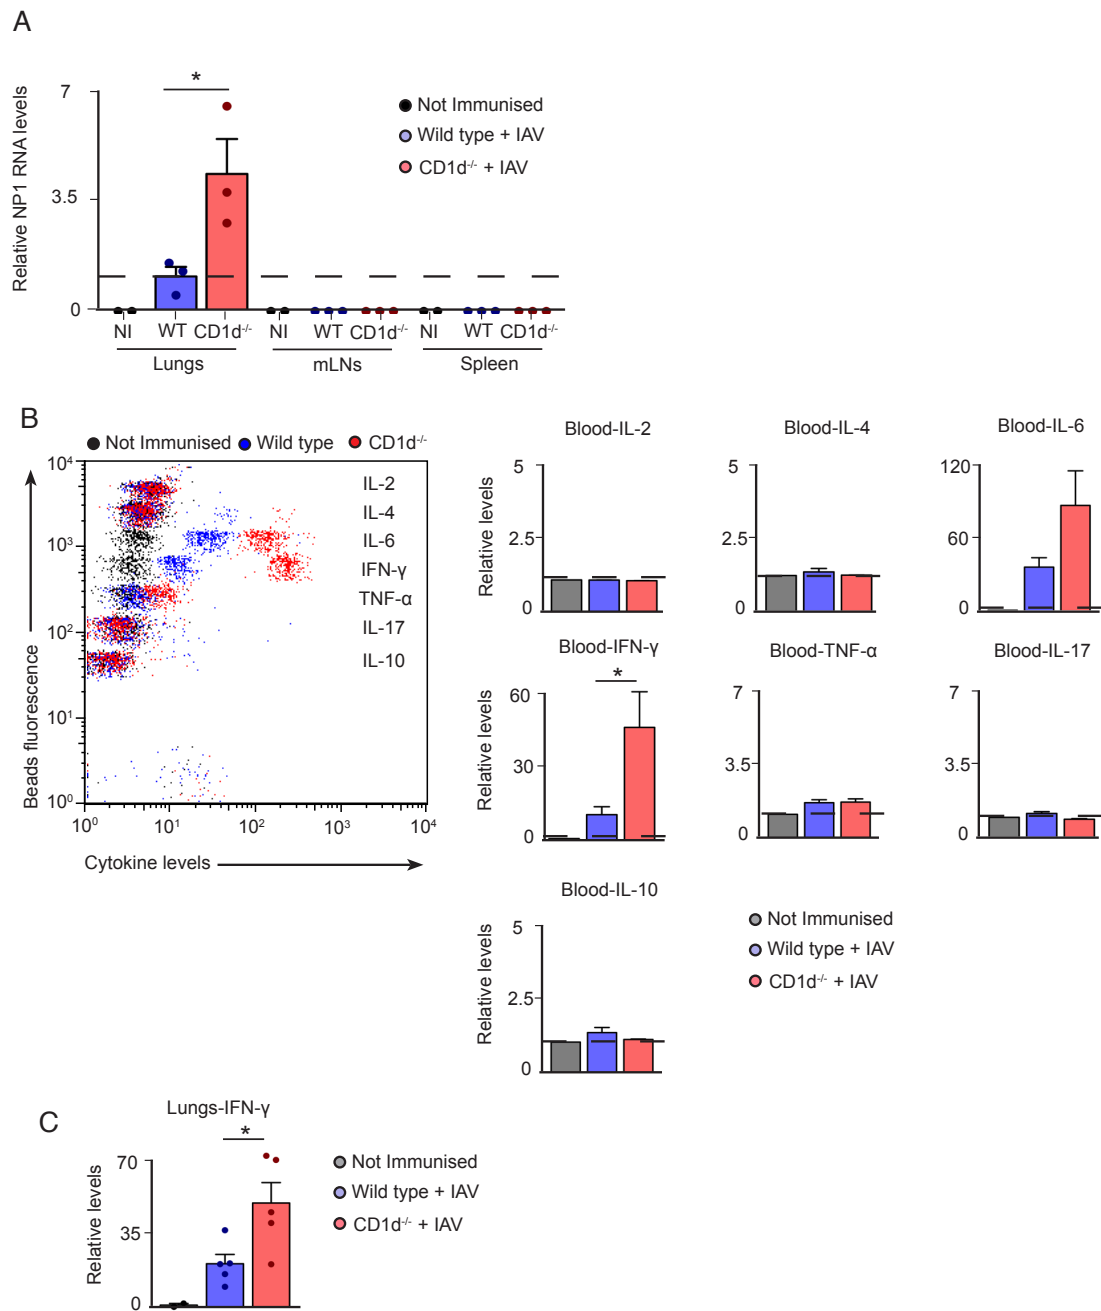 A
Relative NP1 RNA levels
7
3.5
0
*
Not Immunised
Wild type + IAV
CD1d-/- + IAV
NI WT CD1d-/- NI WT CD1d-/- NI WT CD1d-/-
Lungs mLNs Spleen
B
Not Immunised Wild type CD1d-/-
Beads fluorescence
10⁴
10³
10²
10¹
10⁰
IL-2
IL-4
IL-6
IFN-γ
TNF-α
IL-17
IL-10
10⁰ 10¹ 10² 10³ 10⁴
Cytokine levels
Blood-IL-2
Relative levels
5
2.5
0
Blood-IL-4
5
2.5
0
Blood-IL-6
120
60
0
Blood-IFN-γ
*
Relative levels
60
30
0
Blood-TNF-α
7
3.5
0
Blood-IL-17
7
3.5
0
Blood-IL-10
Relative levels
5
2.5
0
Not Immunised
Wild type + IAV
CD1d-/- + IAV
C
Lungs-IFN-γ
*
Relative levels
70
35
0
Not Immunised
Wild type + IAV
CD1d-/- + IAV